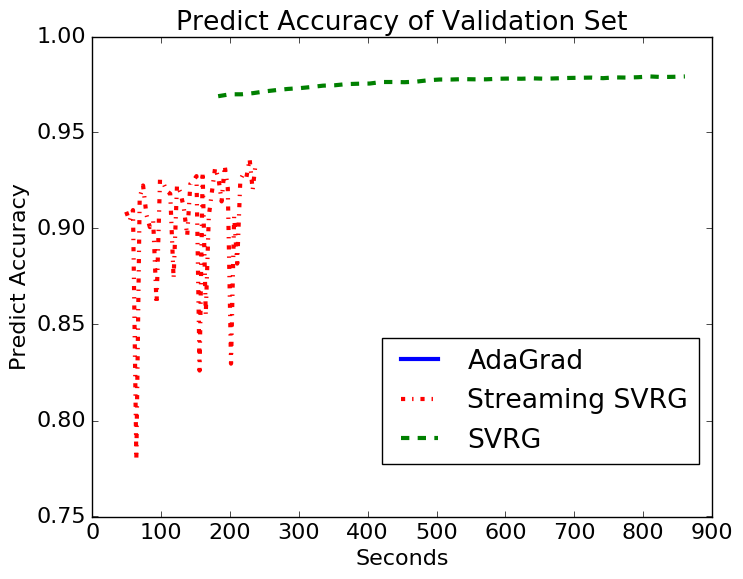 Predict Accuracy of Validation Set
1.00
0.95
0.90
0.85
0.80
0.75
Predict Accuracy
AdaGrad
Streaming SVRG
SVRG
0 100 200 300 400 500 600 700 800 900
Seconds